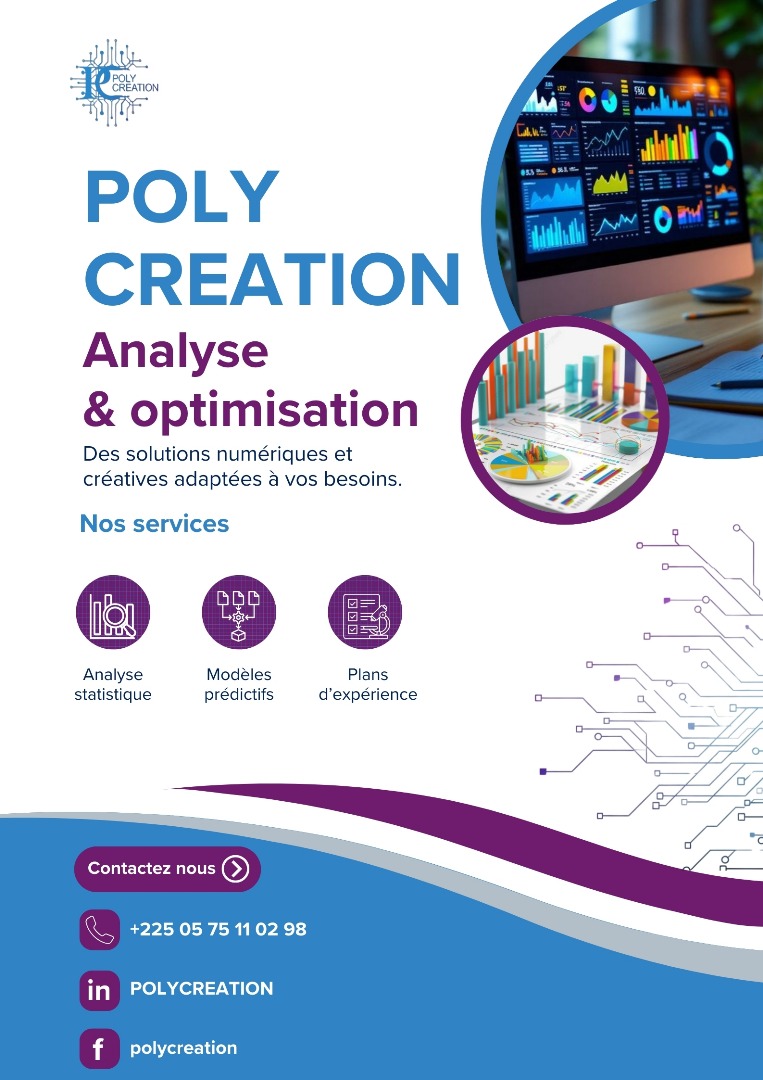 POLY
CREATION
POLY
CREATION
Analyse
& optimisation
Des solutions numériques et
créatives adaptées à vos besoins.
Nos services
Analyse
statistique
Modèles
prédictifs
Plans
d'expérience
Contactez nous
+225 05 75 11 02 98
in POLYCREATION
f polycreation